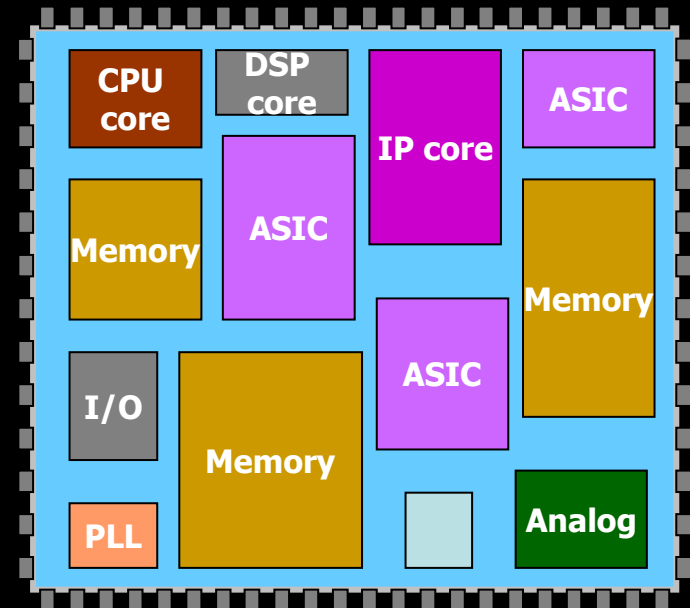 CPU
core
DSP
core
IP core
ASIC
Memory
ASIC
Memory
ASIC
I/O
Memory
PLL
Analog